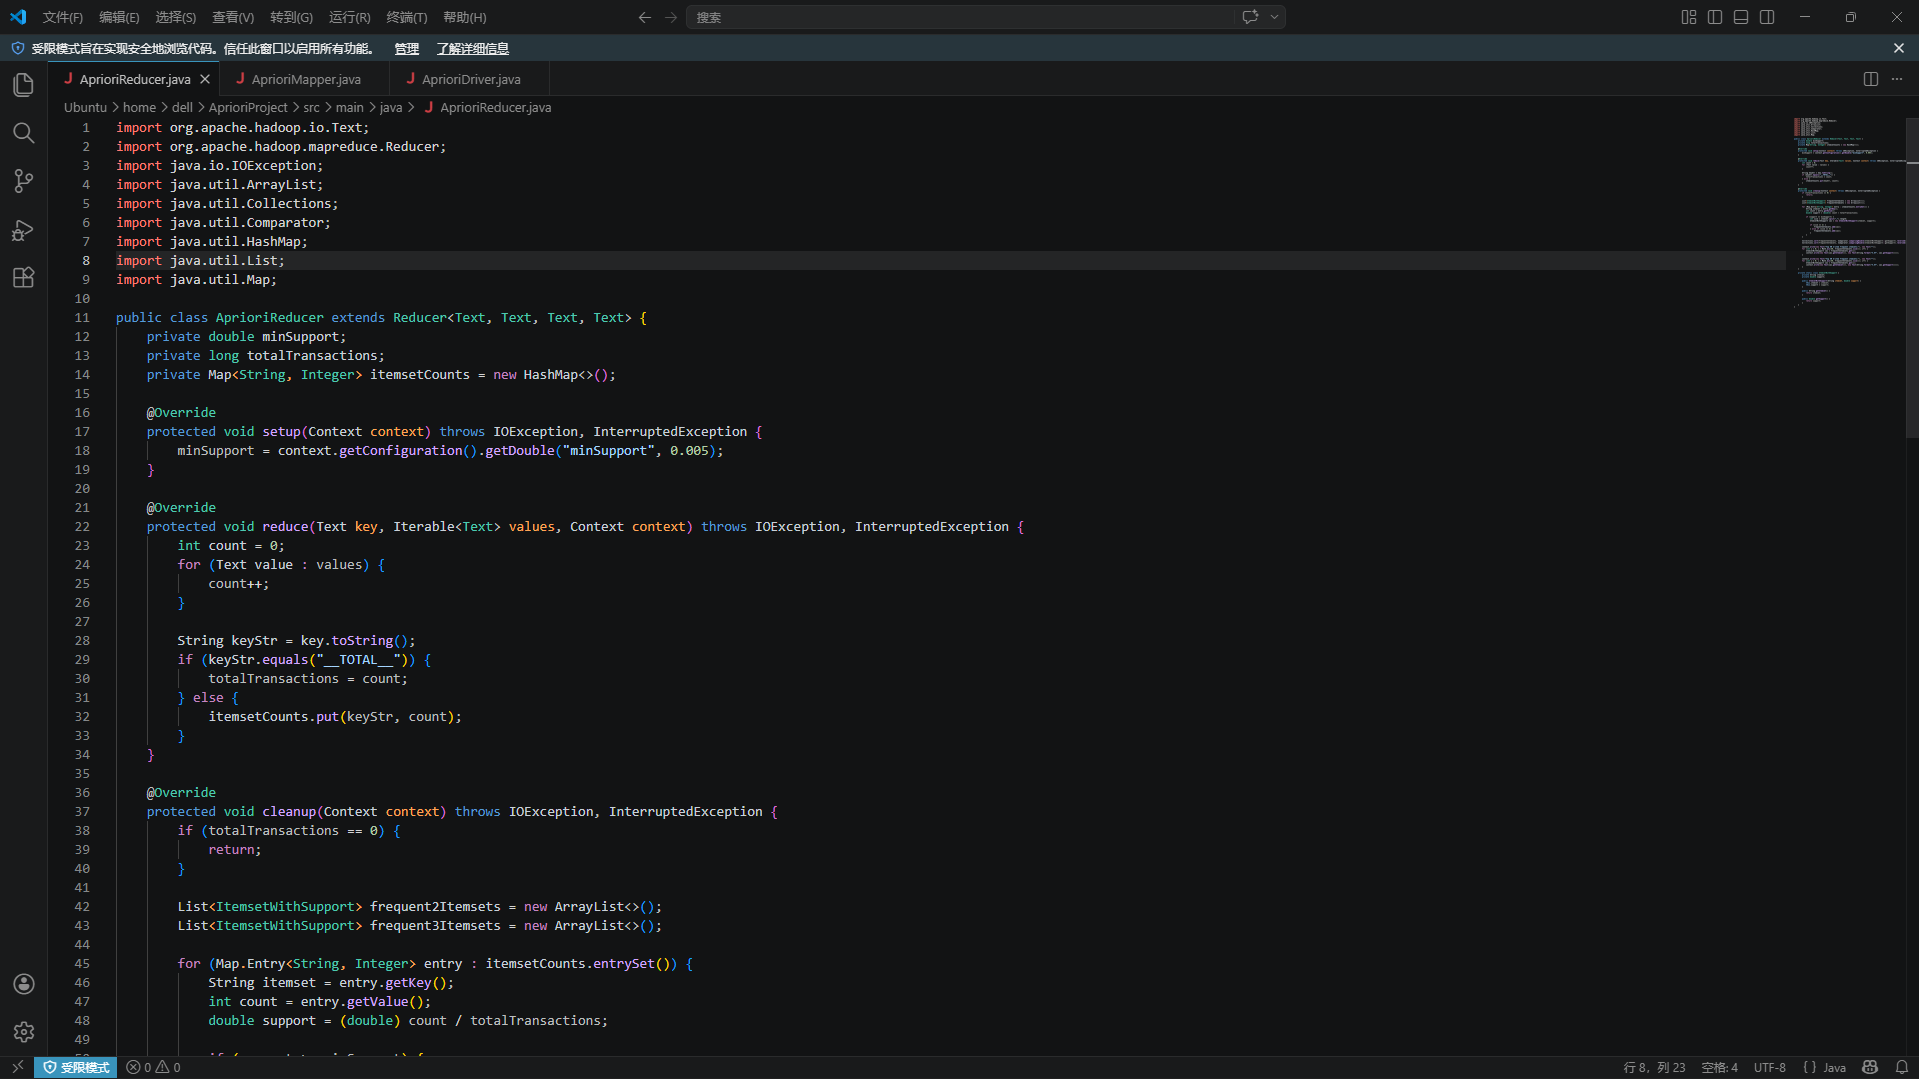 文件(F) 编辑(E) 选择(S) 查看(V) 转到(G) 运行(R) 终端(T) 帮助(H) 搜索
受限模式旨在实现安全地浏览代码。信任此窗口以启用所有功能。 管理 了解详细信息
AprioriReducer.java AprioriMapper.java AprioriDriver.java
Ubuntu > home > dell > AprioriProject > src > main > java > AprioriReducer.java
1 import org.apache.hadoop.io.Text;
2 import org.apache.hadoop.mapreduce.Reducer;
3 import java.io.IOException;
4 import java.util.ArrayList;
5 import java.util.Collections;
6 import java.util.Comparator;
7 import java.util.HashMap;
8 import java.util.List;
9 import java.util.Map;
10
11 public class AprioriReducer extends Reducer<Text, Text, Text, Text> {
12     private double minSupport;
13     private long totalTransactions;
14     private Map<String, Integer> itemsetCounts = new HashMap<>();
15
16     @Override
17     protected void setup(Context context) throws IOException, InterruptedException {
18         minSupport = context.getConfiguration().getDouble("minSupport", 0.005);
19     }
20
21     @Override
22     protected void reduce(Text key, Iterable<Text> values, Context context) throws IOException, InterruptedException {
23         int count = 0;
24         for (Text value : values) {
25             count++;
26         }
27
28         String keyStr = key.toString();
29         if (keyStr.equals("__TOTAL__")) {
30             totalTransactions = count;
31         } else {
32             itemsetCounts.put(keyStr, count);
33         }
34     }
35
36     @Override
37     protected void cleanup(Context context) throws IOException, InterruptedException {
38         if (totalTransactions == 0) {
39             return;
40         }
41
42         List<ItemsetWithSupport> frequent2Itemsets = new ArrayList<>();
43         List<ItemsetWithSupport> frequent3Itemsets = new ArrayList<>();
44
45         for (Map.Entry<String, Integer> entry : itemsetCounts.entrySet()) {
46             String itemset = entry.getKey();
47             int count = entry.getValue();
48             double support = (double) count / totalTransactions;
49
受限模式 0 0 行 8，列 23 空格: 4 UTF-8 {} Java